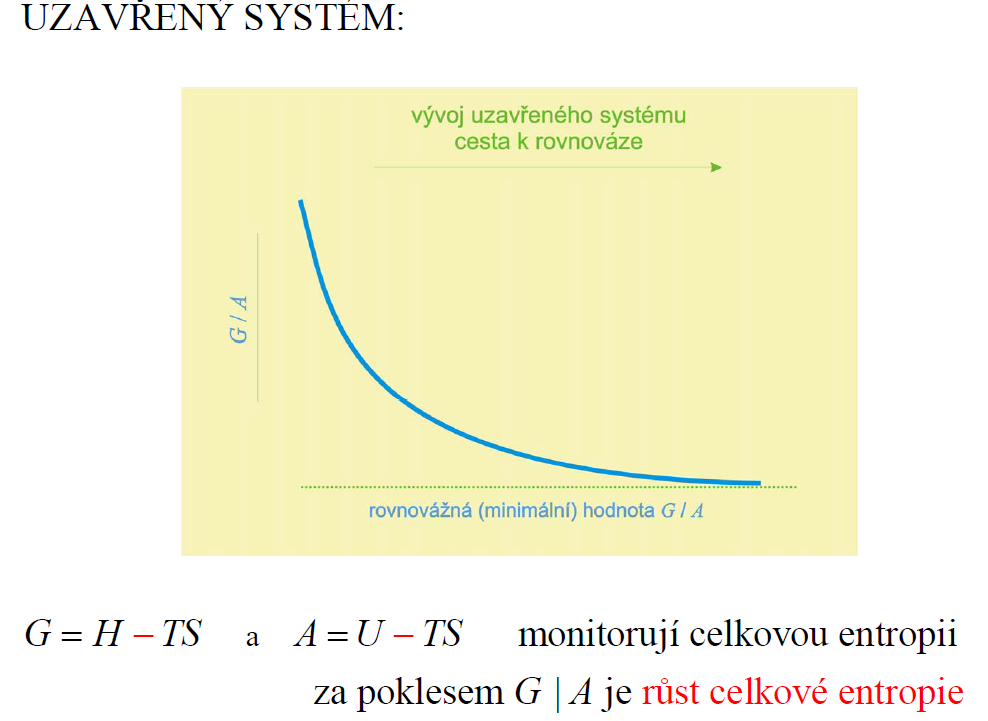 UZAVŘENÝ SYSTÉM:
vývoj uzavřeného systému
cesta k rovnováze
G / A
rovnovážná (minimální) hodnota G / A
G = H − TS a A = U − TS monitorují celkovou entropii
za poklesem G | A je růst celkové entropie